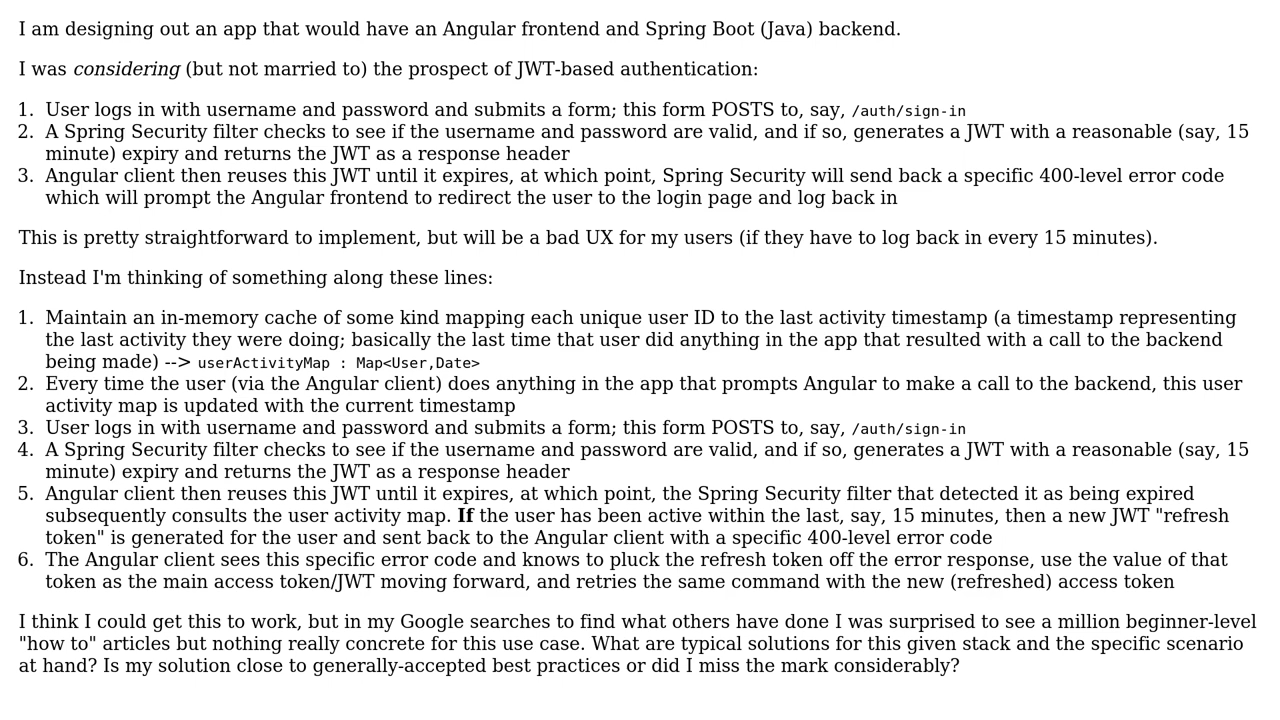 I am designing out an app that would have an Angular frontend and Spring Boot (Java) backend.
I was considering (but not married to) the prospect of JWT-based authentication:
1. User logs in with username and password and submits a form; this form POSTS to, say, /auth/sign-in
2. A Spring Security filter checks to see if the username and password are valid, and if so, generates a JWT with a reasonable (say, 15
minute) expiry and returns the JWT as a response header
3. Angular client then reuses this JWT until it expires, at which point, Spring Security will send back a specific 400-level error code
which will prompt the Angular frontend to redirect the user to the login page and log back in
This is pretty straightforward to implement, but will be a bad UX for my users (if they have to log back in every 15 minutes).
Instead I'm thinking of something along these lines:
1. Maintain an in-memory cache of some kind mapping each unique user ID to the last activity timestamp (a timestamp representing
the last activity they were doing; basically the last time that user did anything in the app that resulted with a call to the backend
being made) --> userActivityMap : Map<User,Date>
2. Every time the user (via the Angular client) does anything in the app that prompts Angular to make a call to the backend, this user
activity map is updated with the current timestamp
3. User logs in with username and password and submits a form; this form POSTS to, say, /auth/sign-in
4. A Spring Security filter checks to see if the username and password are valid, and if so, generates a JWT with a reasonable (say, 15
minute) expiry and returns the JWT as a response header
5. Angular client then reuses this JWT until it expires, at which point, the Spring Security filter that detected it as being expired
subsequently consults the user activity map. If the user has been active within the last, say, 15 minutes, then a new JWT "refresh
token" is generated for the user and sent back to the Angular client with a specific 400-level error code
6. The Angular client sees this specific error code and knows to pluck the refresh token off the error response, use the value of that
token as the main access token/JWT moving forward, and retries the same command with the new (refreshed) access token
I think I could get this to work, but in my Google searches to find what others have done I was surprised to see a million beginner-level
"how to" articles but nothing really concrete for this use case. What are typical solutions for this given stack and the specific scenario
at hand? Is my solution close to generally-accepted best practices or did I miss the mark considerably?